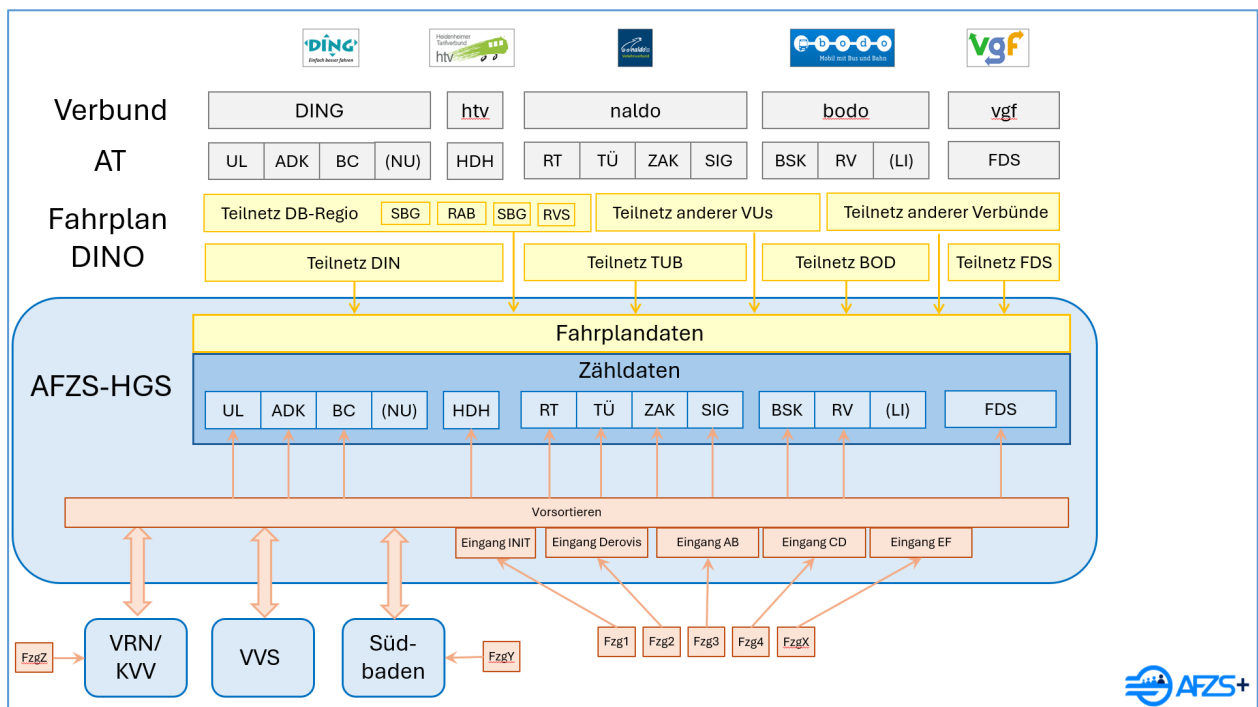 DING
Einfach besser fahren
Heidenheimer
Tarifverbund
htv
naldo
bodo
Mobil mit Bus und Bahn
vgf
Verbund DING htv naldo bodo vgf
AT UL ADK BC (NU) HDH RT TÜ ZAK SIG BSK RV (LI) FDS
Fahrplan
DINO
Teilnetz DB-Regio SBG RAB SBG RVS Teilnetz anderer VUs Teilnetz anderer Verbünde
Teilnetz DIN Teilnetz TUB Teilnetz BOD Teilnetz FDS
Fahrplandaten
AFZS-HGS
Zähldaten
UL ADK BC (NU) HDH RT TÜ ZAK SIG BSK RV (LI) FDS
Vorsortieren
Eingang INIT Eingang Derovis Eingang AB Eingang CD Eingang EF
Fzg1 Fzg2 Fzg3 Fzg4 FzgX
FzgZ
VRN/
KVV
VVS
Süd-
baden
FzgY
AFZS+